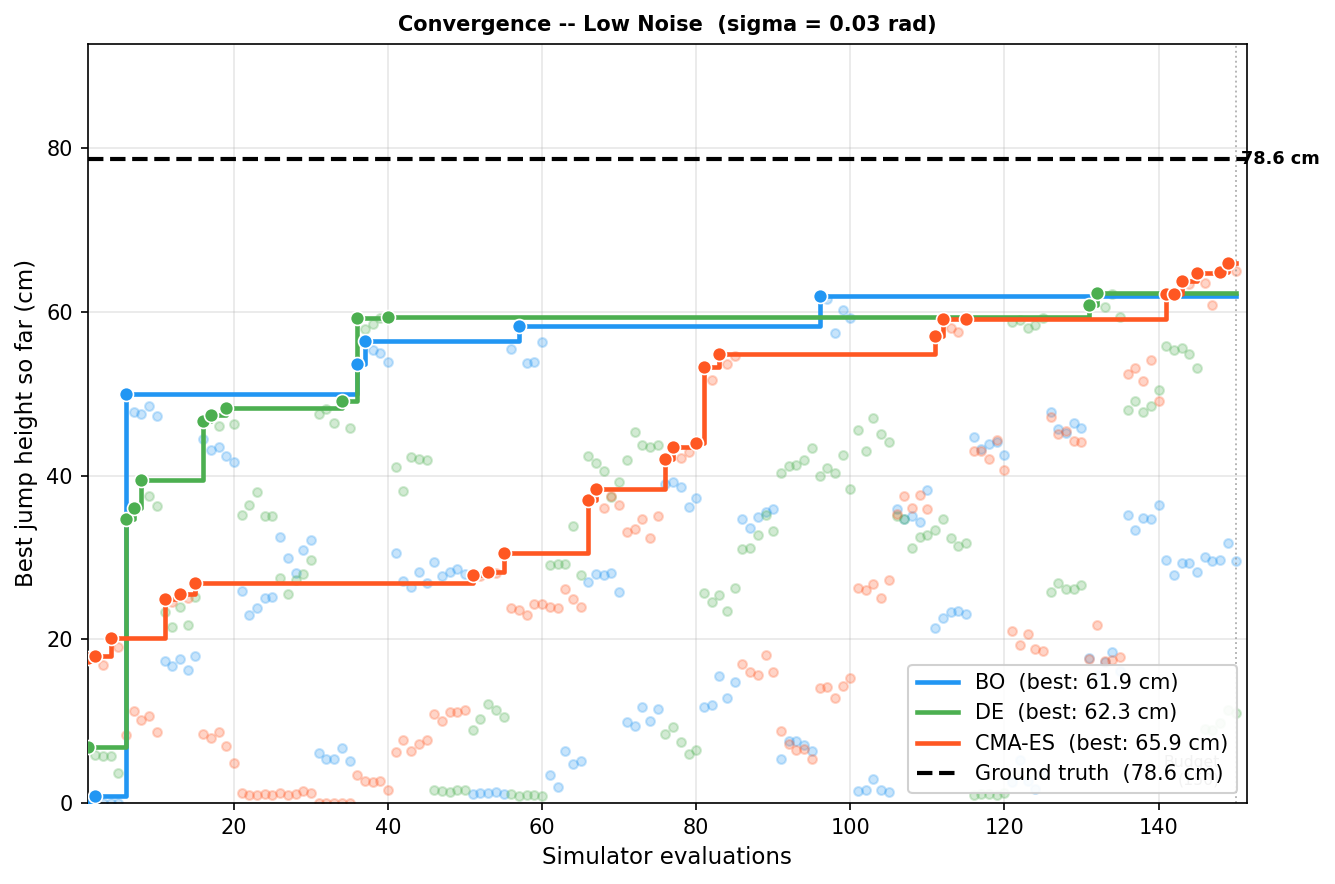 Convergence -- Low Noise  (sigma = 0.03 rad)
Best jump height so far (cm)
80
60
40
20
0
78.6 cm
BO  (best: 61.9 cm)
DE  (best: 62.3 cm)
CMA-ES  (best: 65.9 cm)
Ground truth  (78.6 cm)
20
40
60
80
100
120
140
Simulator evaluations